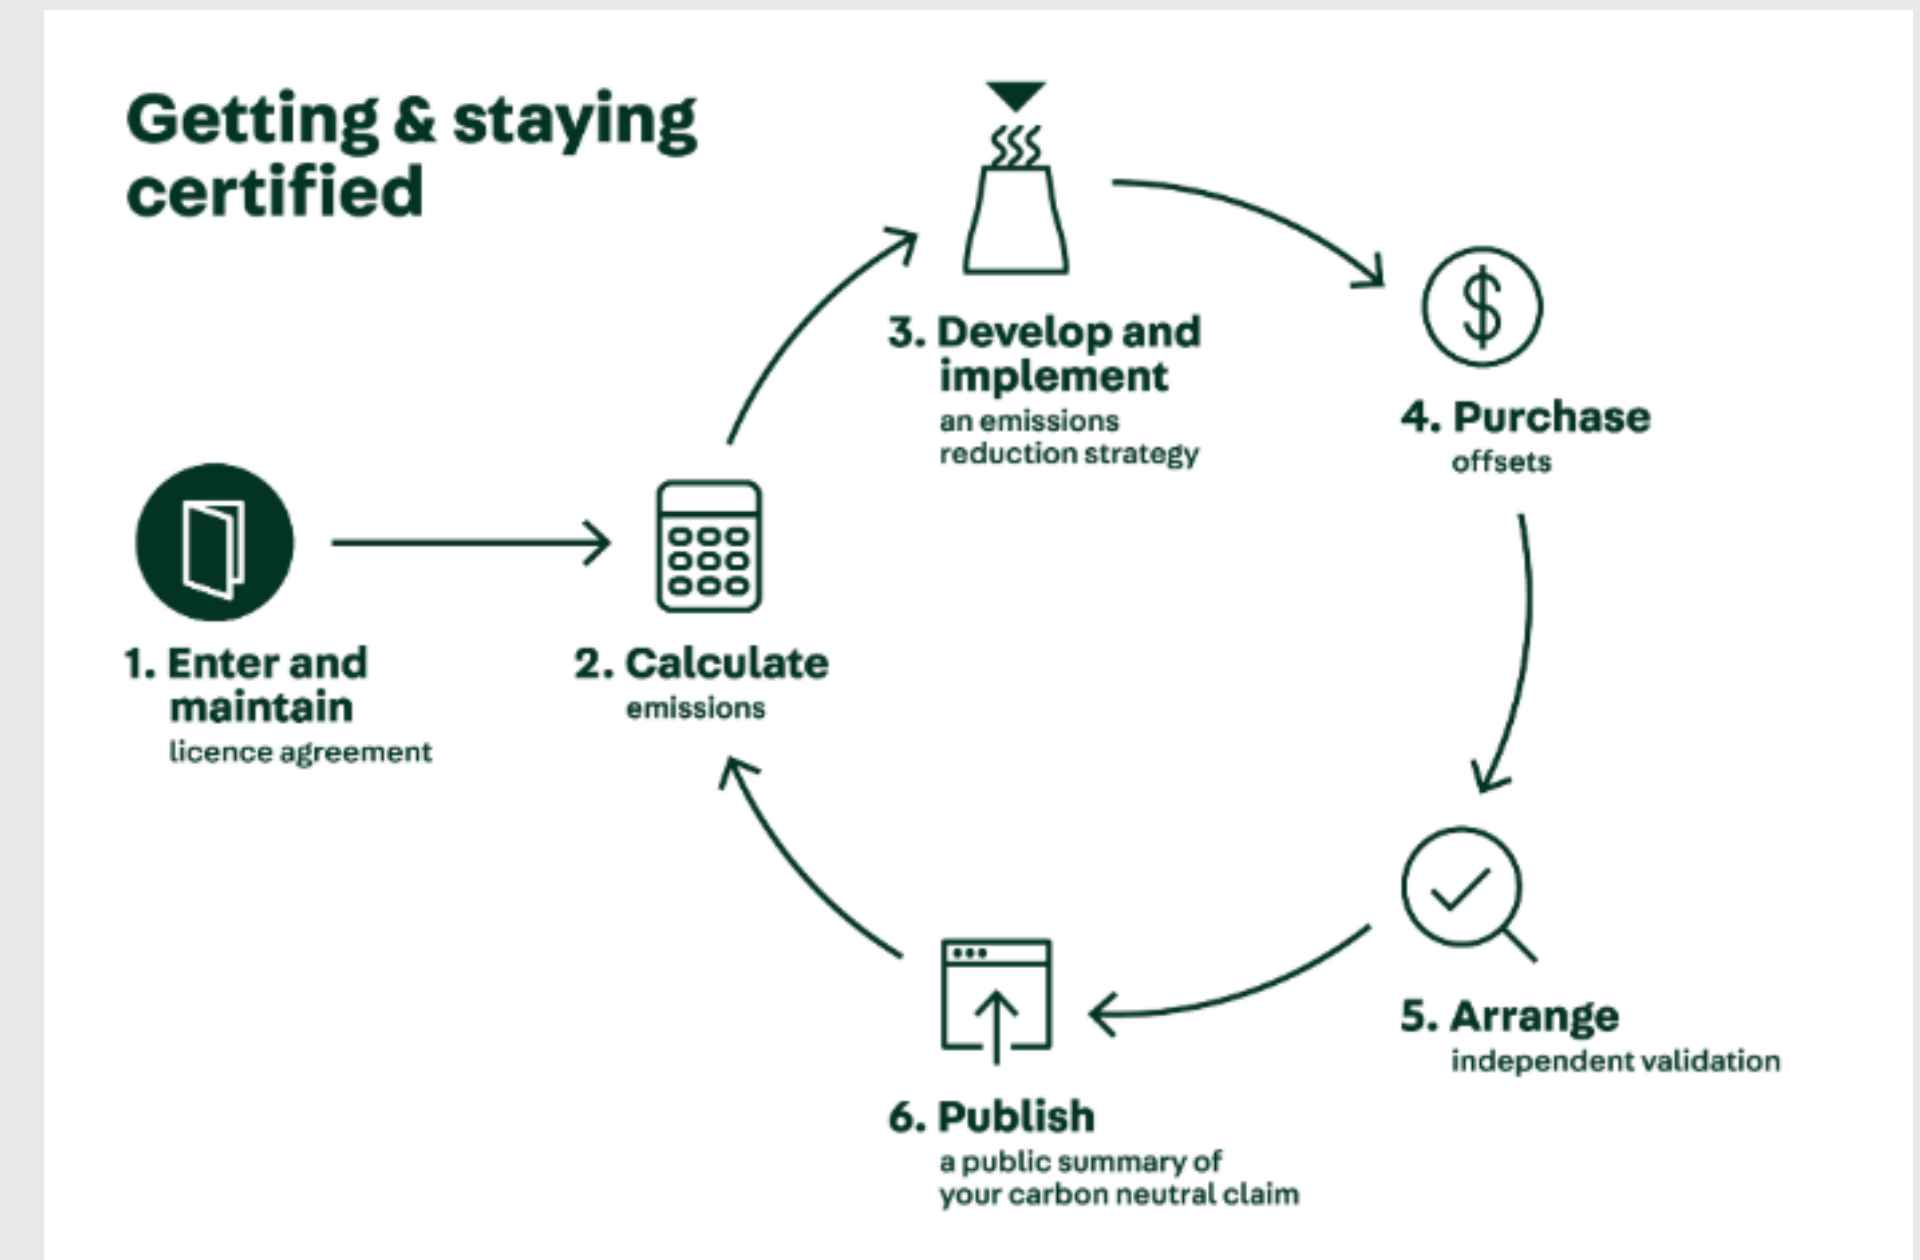 Getting & staying
certified
1. Enter and
maintain
licence agreement
2. Calculate
emissions
3. Develop and
implement
an emissions
reduction strategy
4. Purchase
offsets
5. Arrange
independent validation
6. Publish
a public summary of
your carbon neutral claim